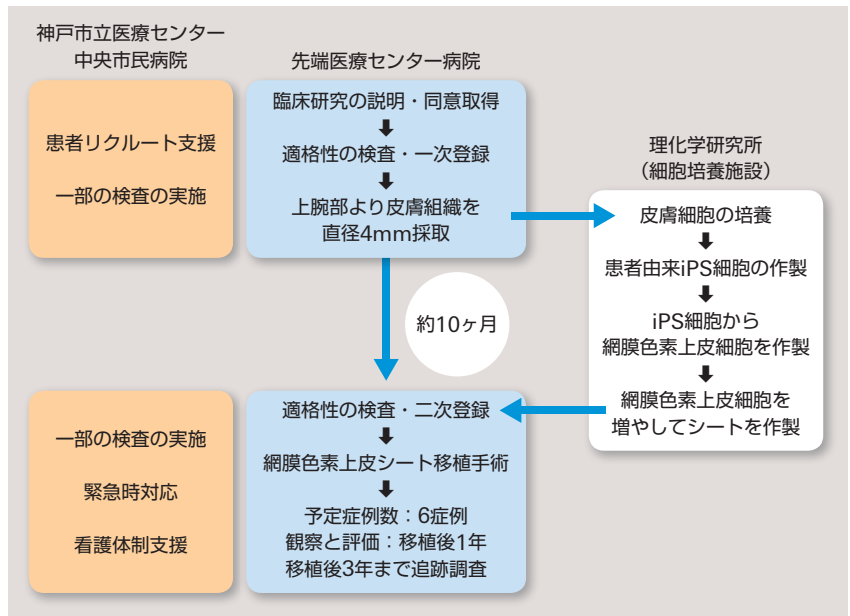 神戸市立医療センター
中央市民病院
先端医療センター病院
患者リクルート支援
一部の検査の実施
臨床研究の説明・同意取得
適格性の検査・一次登録
上腕部より皮膚組織を
直径4mm採取
理化学研究所
（細胞培養施設）
皮膚細胞の培養
患者由来iPS細胞の作製
iPS細胞から
網膜色素上皮細胞を作製
網膜色素上皮細胞を
増やしてシートを作製
約10ヶ月
一部の検査の実施
緊急時対応
看護体制支援
適格性の検査・二次登録
網膜色素上皮シート移植手術
予定症例数：6症例
観察と評価：移植後1年
移植後3年まで追跡調査